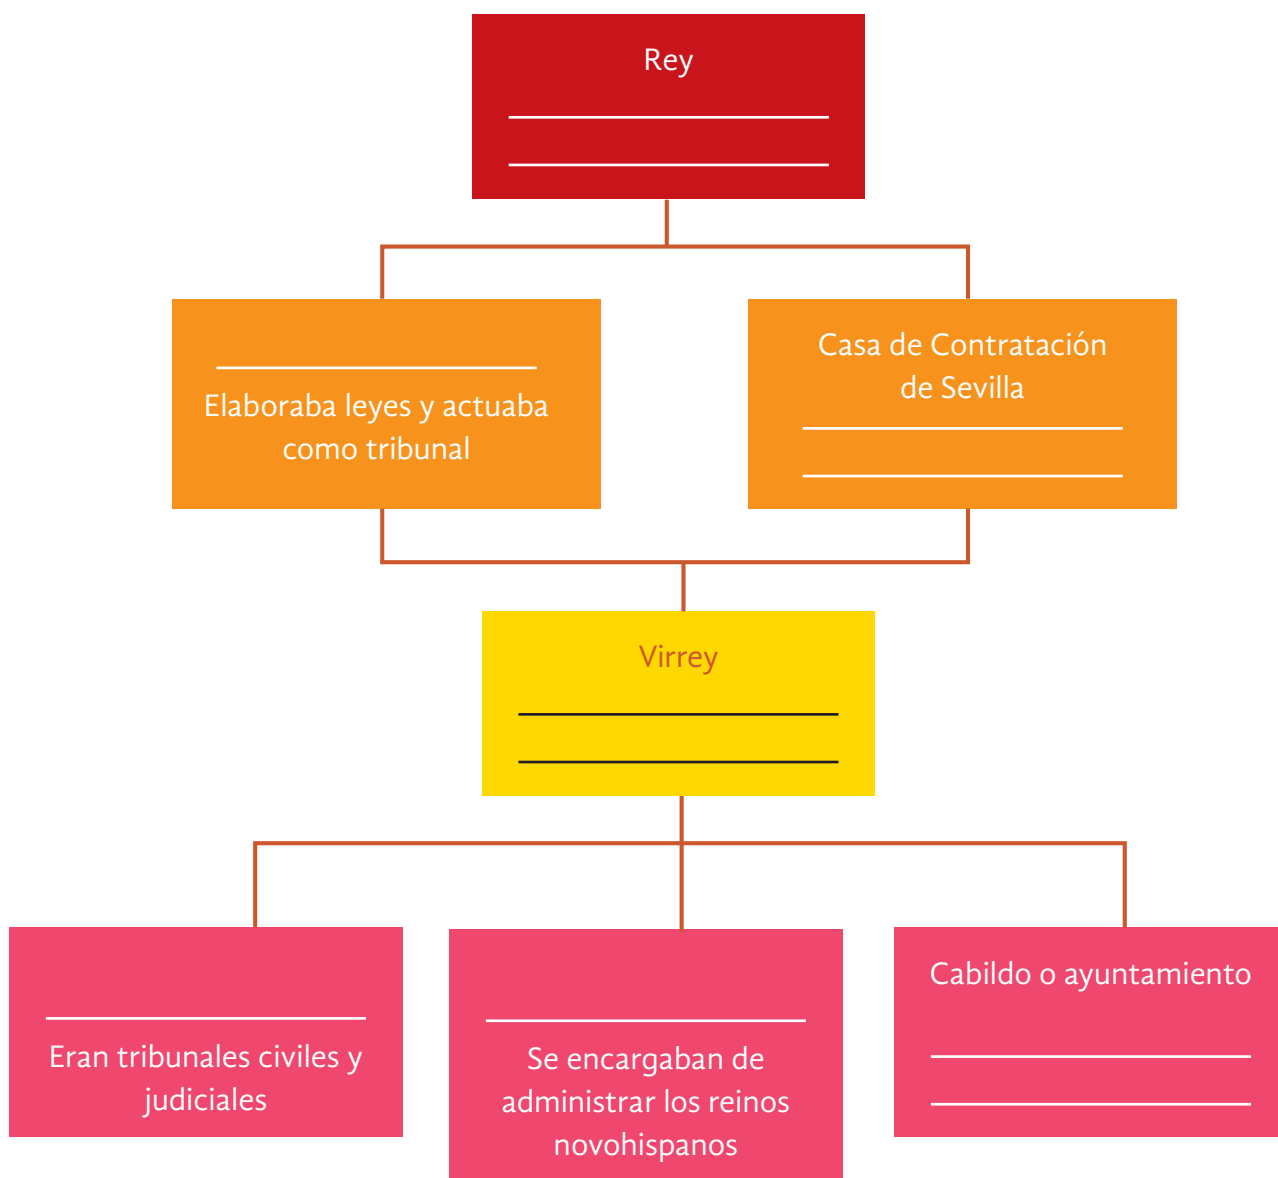 Rey
Elaboraba leyes y actuaba
como tribunal
Casa de Contratación
de Sevilla
Virrey
Eran tribunales civiles y
judiciales
Se encargaban de
administrar los reinos
novohispanos
Cabildo o ayuntamiento